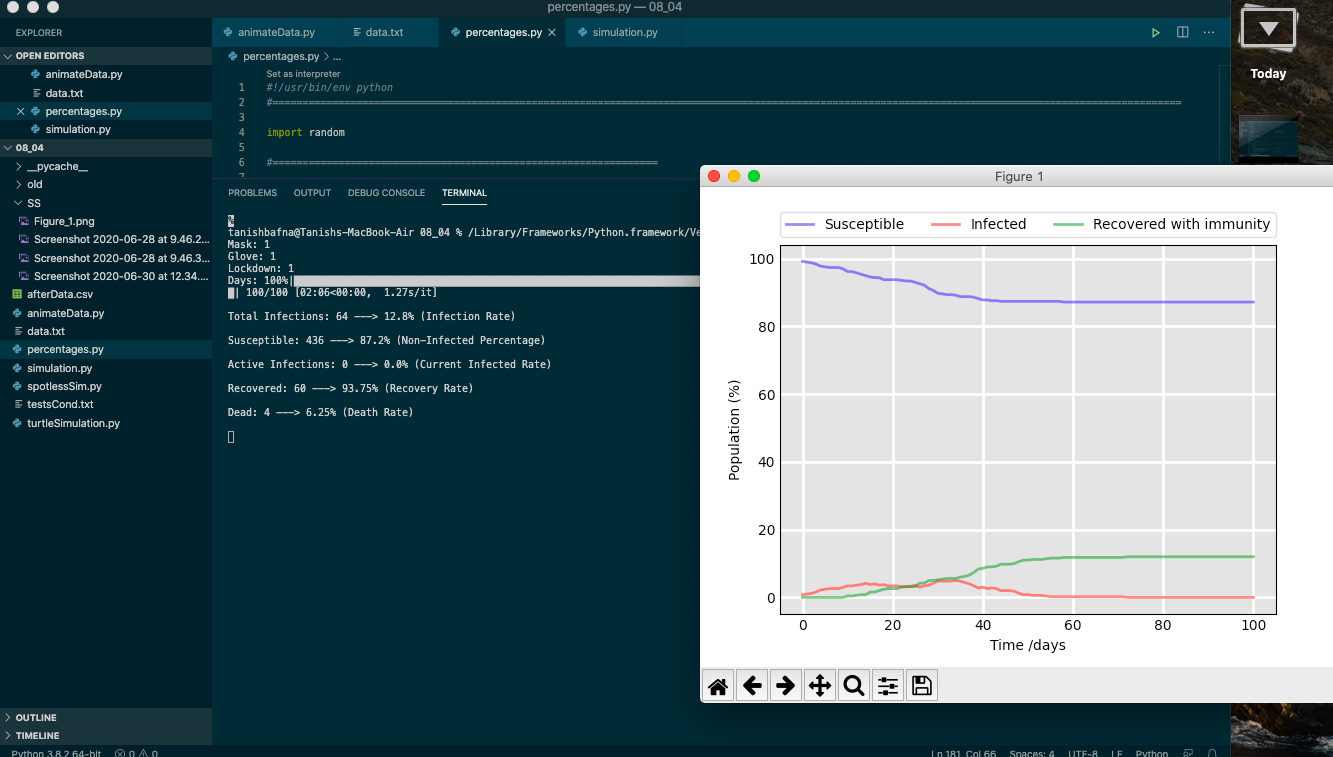 percentages.py — 08_04
EXPLORER
OPEN EDITORS
animateData.py
data.txt
percentages.py
simulation.py
08_04
__pycache__
old
SS
Figure_1.png
Screenshot 2020-06-28 at 9.46.2...
Screenshot 2020-06-28 at 9.46.3...
Screenshot 2020-06-30 at 12.34....
afterData.csv
animateData.py
data.txt
percentages.py
simulation.py
spotlessSim.py
testsCond.txt
turtleSimulation.py
OUTLINE
TIMELINE
animateData.py data.txt percentages.py simulation.py
percentages.py > ...
Set as interpreter
1 #!/usr/bin/env python
2
3
4 import random
5
6
7
PROBLEMS OUTPUT DEBUG CONSOLE TERMINAL
%
tanishbafna@Tanishs-MacBook-Air 08_04 % /Library/Frameworks/Python.framework/Ve
Mask: 1
Glove: 1
Lockdown: 1
Days: 100%|
| 100/100 [02:06<00:00, 1.27s/it]
Total Infections: 64 ---> 12.8% (Infection Rate)
Susceptible: 436 ---> 87.2% (Non-Infected Percentage)
Active Infections: 0 ---> 0.0% (Current Infected Rate)
Recovered: 60 ---> 93.75% (Recovery Rate)
Dead: 4 ---> 6.25% (Death Rate)
Figure 1
Susceptible Infected Recovered with immunity
100
80
60
40
20
0
Population (%)
0 20 40 60 80 100
Time /days
Today
Python 3.8.2 64-bit 0 0 Ln 181, Col 66 Spaces: 4 UTF-8 LF Python